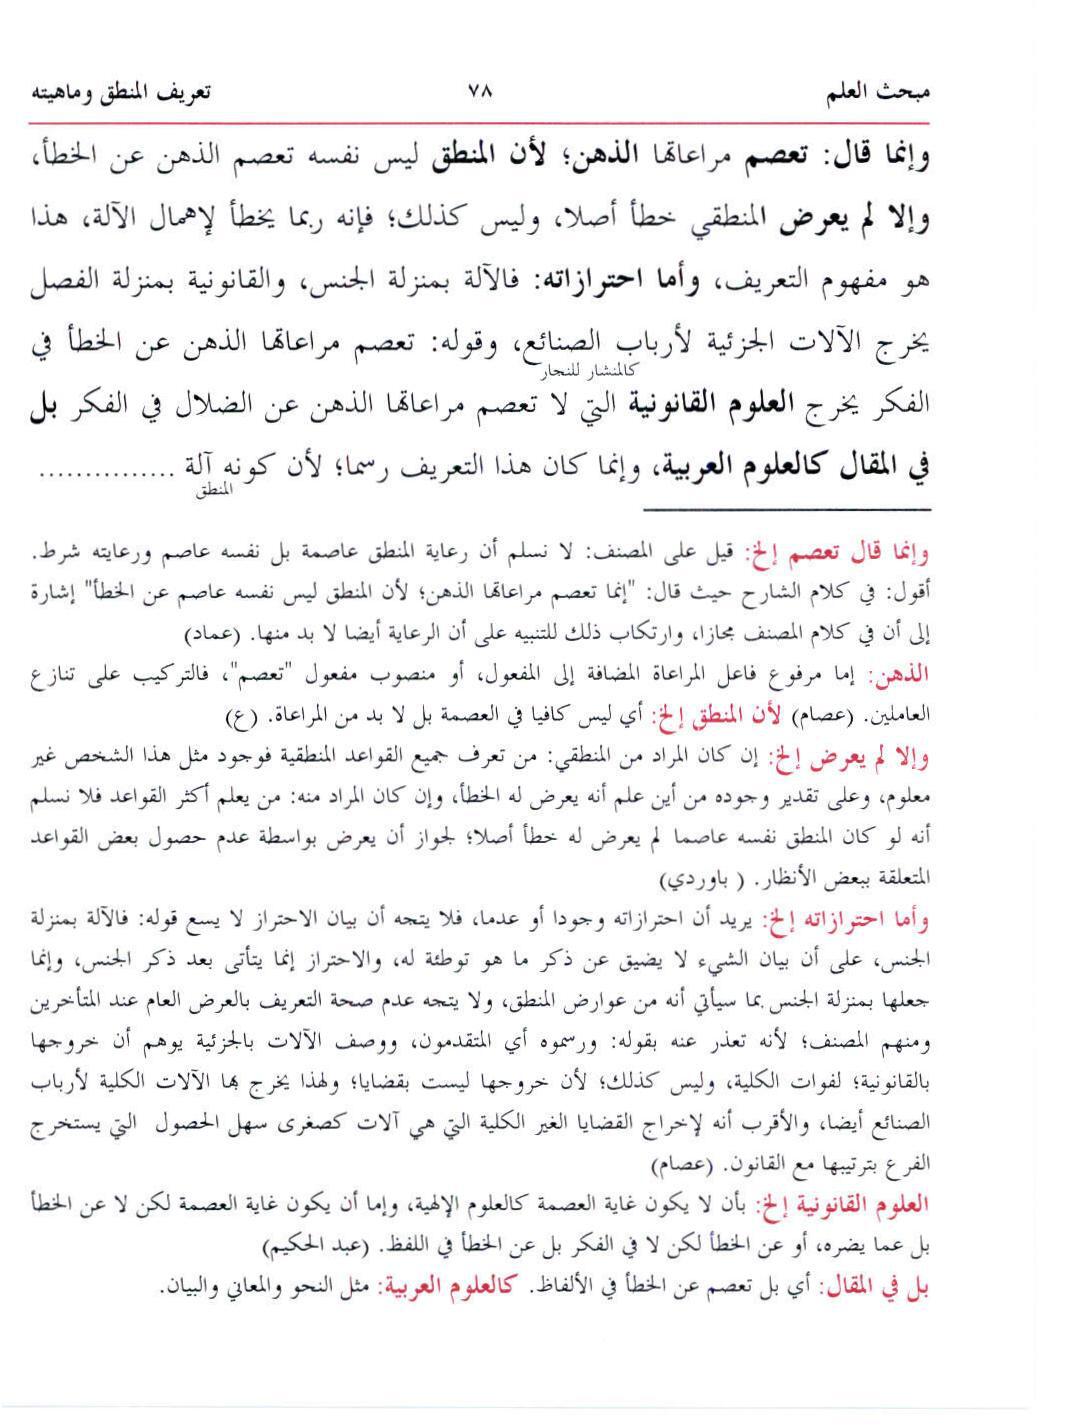 مبحث العلم ٧٨ تعريف المنطق وماهيته
وإنما قال: تعصم مراعاتها الذهن؛ لأن المنطق ليس نفسه تعصم الذهن عن الخطأ،
وإلا لم يعرض المنطقي خطأ أصلا، وليس كذلك؛ فإنه ربما يخطأ لإهمال الآلة، هذا
هو مفهوم التعريف، وأما احترازاته: فالآلة بمنزلة الجنس، والقانونية بمنزلة الفصل
يخرج الآلات الجزئية لأرباب الصنائع، وقوله: تعصم مراعاتها الذهن عن الخطأ في
كالمنشار للنجار
الفكر يخرج العلوم القانونية التي لا تعصم مراعاتها الذهن عن الضلال في الفكر بل
في المقال كالعلوم العربية، وإنما كان هذا التعريف رسما؛ لأن كونه آلة ...............
المنطق
وإنما قال تعصم إلخ: قيل على المصنف: لا نسلم أن رعاية المنطق عاصمة بل نفسه عاصم ورعايته شرط.
أقول: في كلام الشارح حيث قال: "إنما تعصم مراعاتها الذهن؛ لأن المنطق ليس نفسه عاصم عن الخطأ" إشارة
إلى أن في كلام المصنف مجازا، وارتكاب ذلك للتنبيه على أن الرعاية أيضا لا بد منها. (عماد)
الذهن: إما مرفوع فاعل المراعاة المضافة إلى المفعول، أو منصوب مفعول "تعصم"، فالتركيب على تنازع
العاملين. (عصام) لأن المنطق إلخ: أي ليس كافيا في العصمة بل لا بد من المراعاة. (ع)
وإلا لم يعرض إلخ: إن كان المراد من المنطقي: من تعرف جميع القواعد المنطقية فوجود مثل هذا الشخص غير
معلوم، وعلى تقدير وجوده من أين علم أنه يعرض له الخطأ، وإن كان المراد منه: من يعلم أكثر القواعد فلا نسلم
أنه لو كان المنطق نفسه عاصما لم يعرض له خطأ أصلا؛ لجواز أن يعرض بواسطة عدم حصول بعض القواعد
المتعلقة ببعض الأنظار. ( باوردي)
وأما احترازاته إلخ: يريد أن احترازاته وجودا أو عدما، فلا يتجه أن بيان الاحتراز لا يسع قوله: فالآلة بمنزلة
الجنس، على أن بيان الشيء لا يضيق عن ذكر ما هو توطئة له، والاحتراز إنما يتأتى بعد ذكر الجنس، وإنما
جعلها بمنزلة الجنس بما سيأتي أنه من عوارض المنطق، ولا يتجه عدم صحة التعريف بالعرض العام عند المتأخرين
ومنهم المصنف؛ لأنه تعذر عنه بقوله: ورسموه أي المتقدمون، ووصف الآلات بالجزئية يوهم أن خروجها
بالقانونية؛ لفوات الكلية، وليس كذلك؛ لأن خروجها ليست بقضايا؛ ولهذا يخرج بها الآلات الكلية لأرباب
الصنائع أيضا، والأقرب أنه لإخراج القضايا الغير الكلية التي هي آلات كصغرى سهل الحصول التي يستخرج
الفرع بترتيبها مع القانون. (عصام)
العلوم القانونية إلخ: بأن لا يكون غاية العصمة كالعلوم الإلهية، وإما أن يكون غاية العصمة لكن لا عن الخطأ
بل عما يضره، أو عن الخطأ لكن لا في الفكر بل عن الخطأ في اللفظ. (عبد الحكيم)
بل في المقال: أي بل تعصم عن الخطأ في الألفاظ. كالعلوم العربية: مثل النحو والمعاني والبيان.